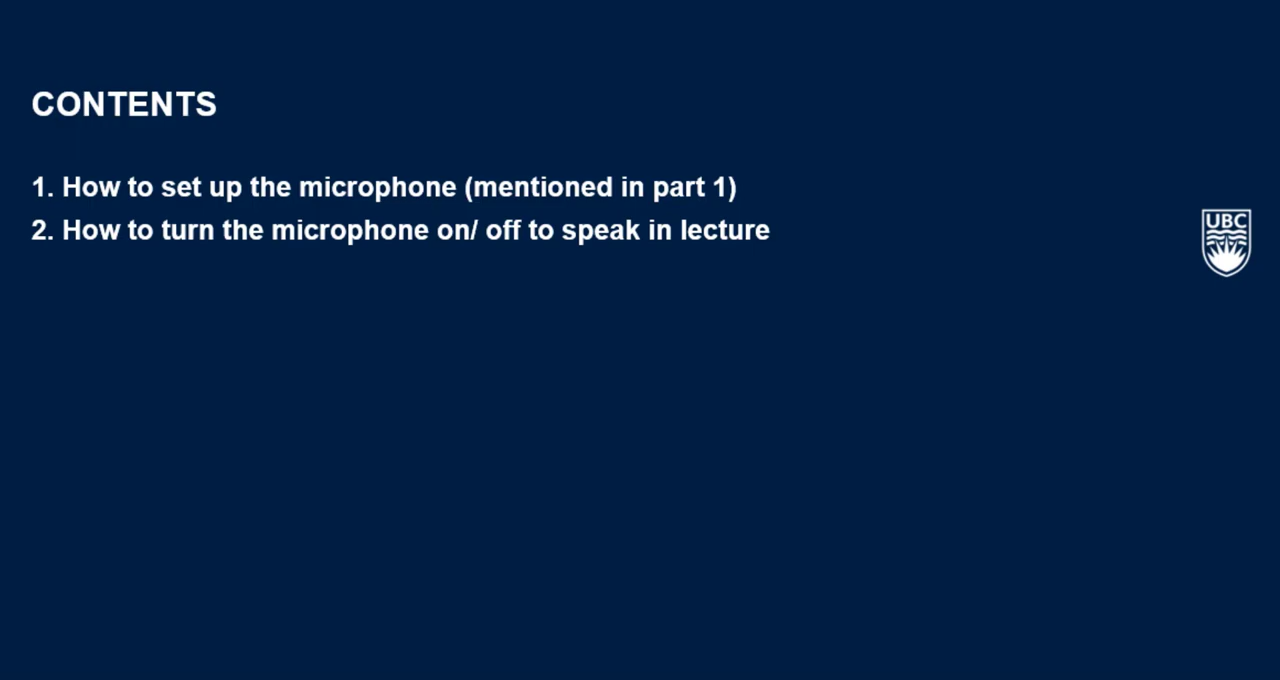 CONTENTS
1. How to set up the microphone (mentioned in part 1)
2. How to turn the microphone on/ off to speak in lecture
UBC